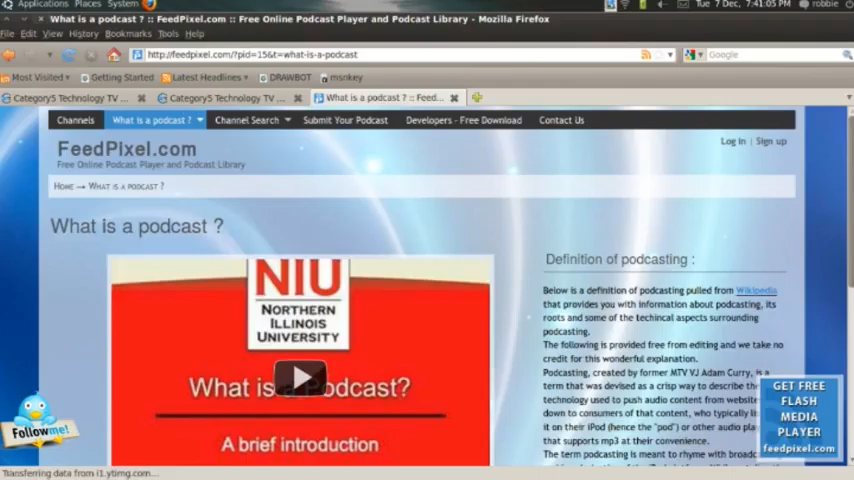 Applications Places System Tue 7 Dec, 7:41:05 PM robbie
What is a podcast ? :: FeedPixel.com :: Free Online Podcast Player and Podcast Library - Mozilla Firefox
File Edit View History Bookmarks Tools Help
http://feedpixel.com/?pid=15&t=what-is-a-podcast Google
Most Visited Getting Started Latest Headlines DRAWBOT msnkey
Category5 Technology TV ... Category5 Technology TV ... What is a podcast ? :: Feed...
Channels What is a podcast ? Channel Search Submit Your Podcast Developers - Free Download Contact Us
Log in | Sign up
FeedPixel.com
Free Online Podcast Player and Podcast Library
Home → What is a podcast ?
What is a podcast ?
NIU
NORTHERN
ILLINOIS
UNIVERSITY
What is a Podcast?
A brief introduction
Definition of podcasting :
Below is a definition of podcasting pulled from Wikipedia
that provides you with information about podcasting, its
roots and some of the techincal aspects surrounding
podcasting.
The following is provided free from editing and we take no
credit for this wonderful explanation.
Podcasting, created by former MTV VJ Adam Curry, is a
term that was devised as a crisp way to describe the
technology used to push audio content from website
down to consumers of that content, who typically
it on their iPod (hence the "pod") or other audio
that supports mp3 at their convenience.
The term podcasting is meant to rhyme with
GET FREE
FLASH
MEDIA
PLAYER
feedpixel.com
Follow me!
Transferring data from i1.ytimg.com...